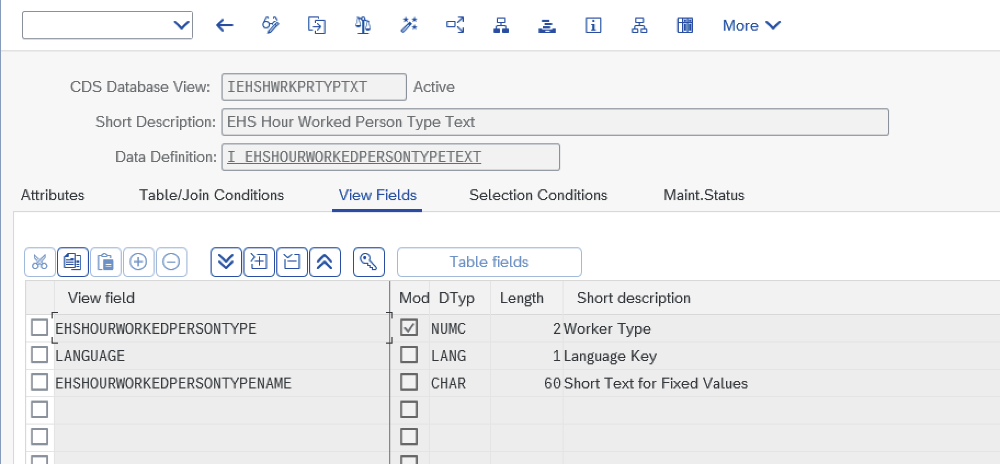 More
CDS Database View: IEHSHWRKPRTYPTXT Active
Short Description: EHS Hour Worked Person Type Text
Data Definition: I_EHSHOURWORKEDPERSONTYPETEXT
Attributes Table/Join Conditions View Fields Selection Conditions Maint.Status
Table fields
View field Mod DTyp Length Short description
EHSHOURWORKEDPERSONTYPE NUMC 2 Worker Type
LANGUAGE LANG 1 Language Key
EHSHOURWORKEDPERSONTYPENAME CHAR 60 Short Text for Fixed Values